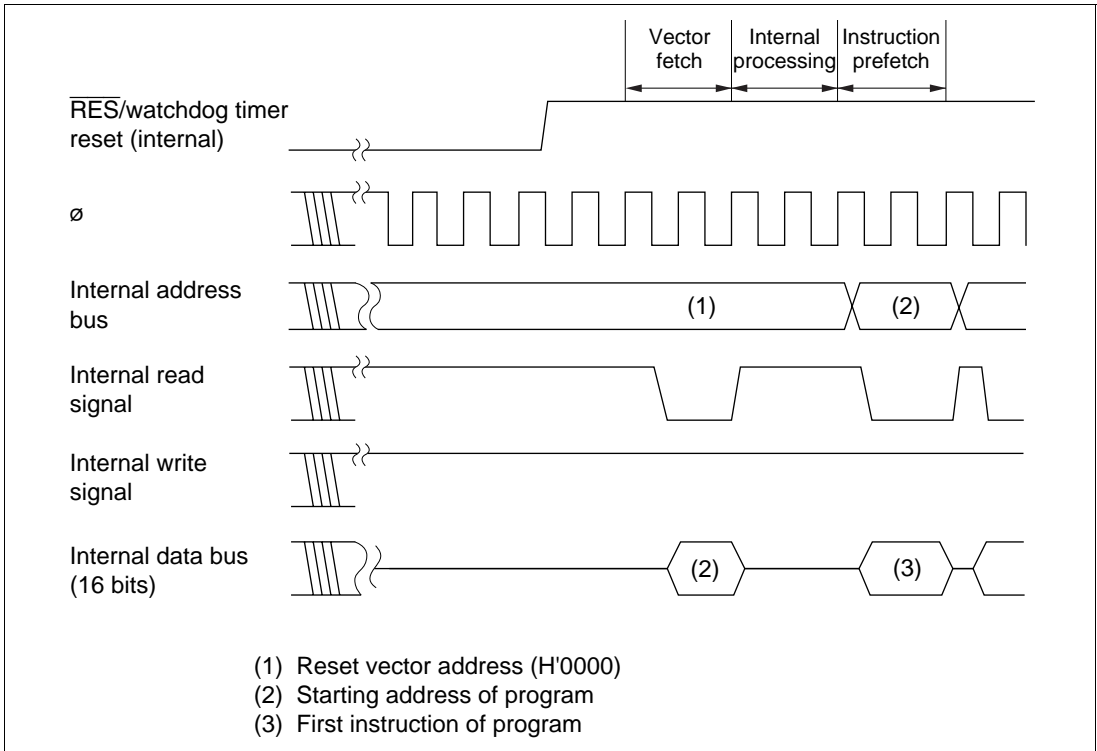 Vector fetch
Internal processing
Instruction prefetch
RES/watchdog timer
reset (internal)
ø
Internal address
bus
(1)
(2)
Internal read
signal
Internal write
signal
Internal data bus
(16 bits)
(2)
(3)
(1) Reset vector address (H'0000)
(2) Starting address of program
(3) First instruction of program